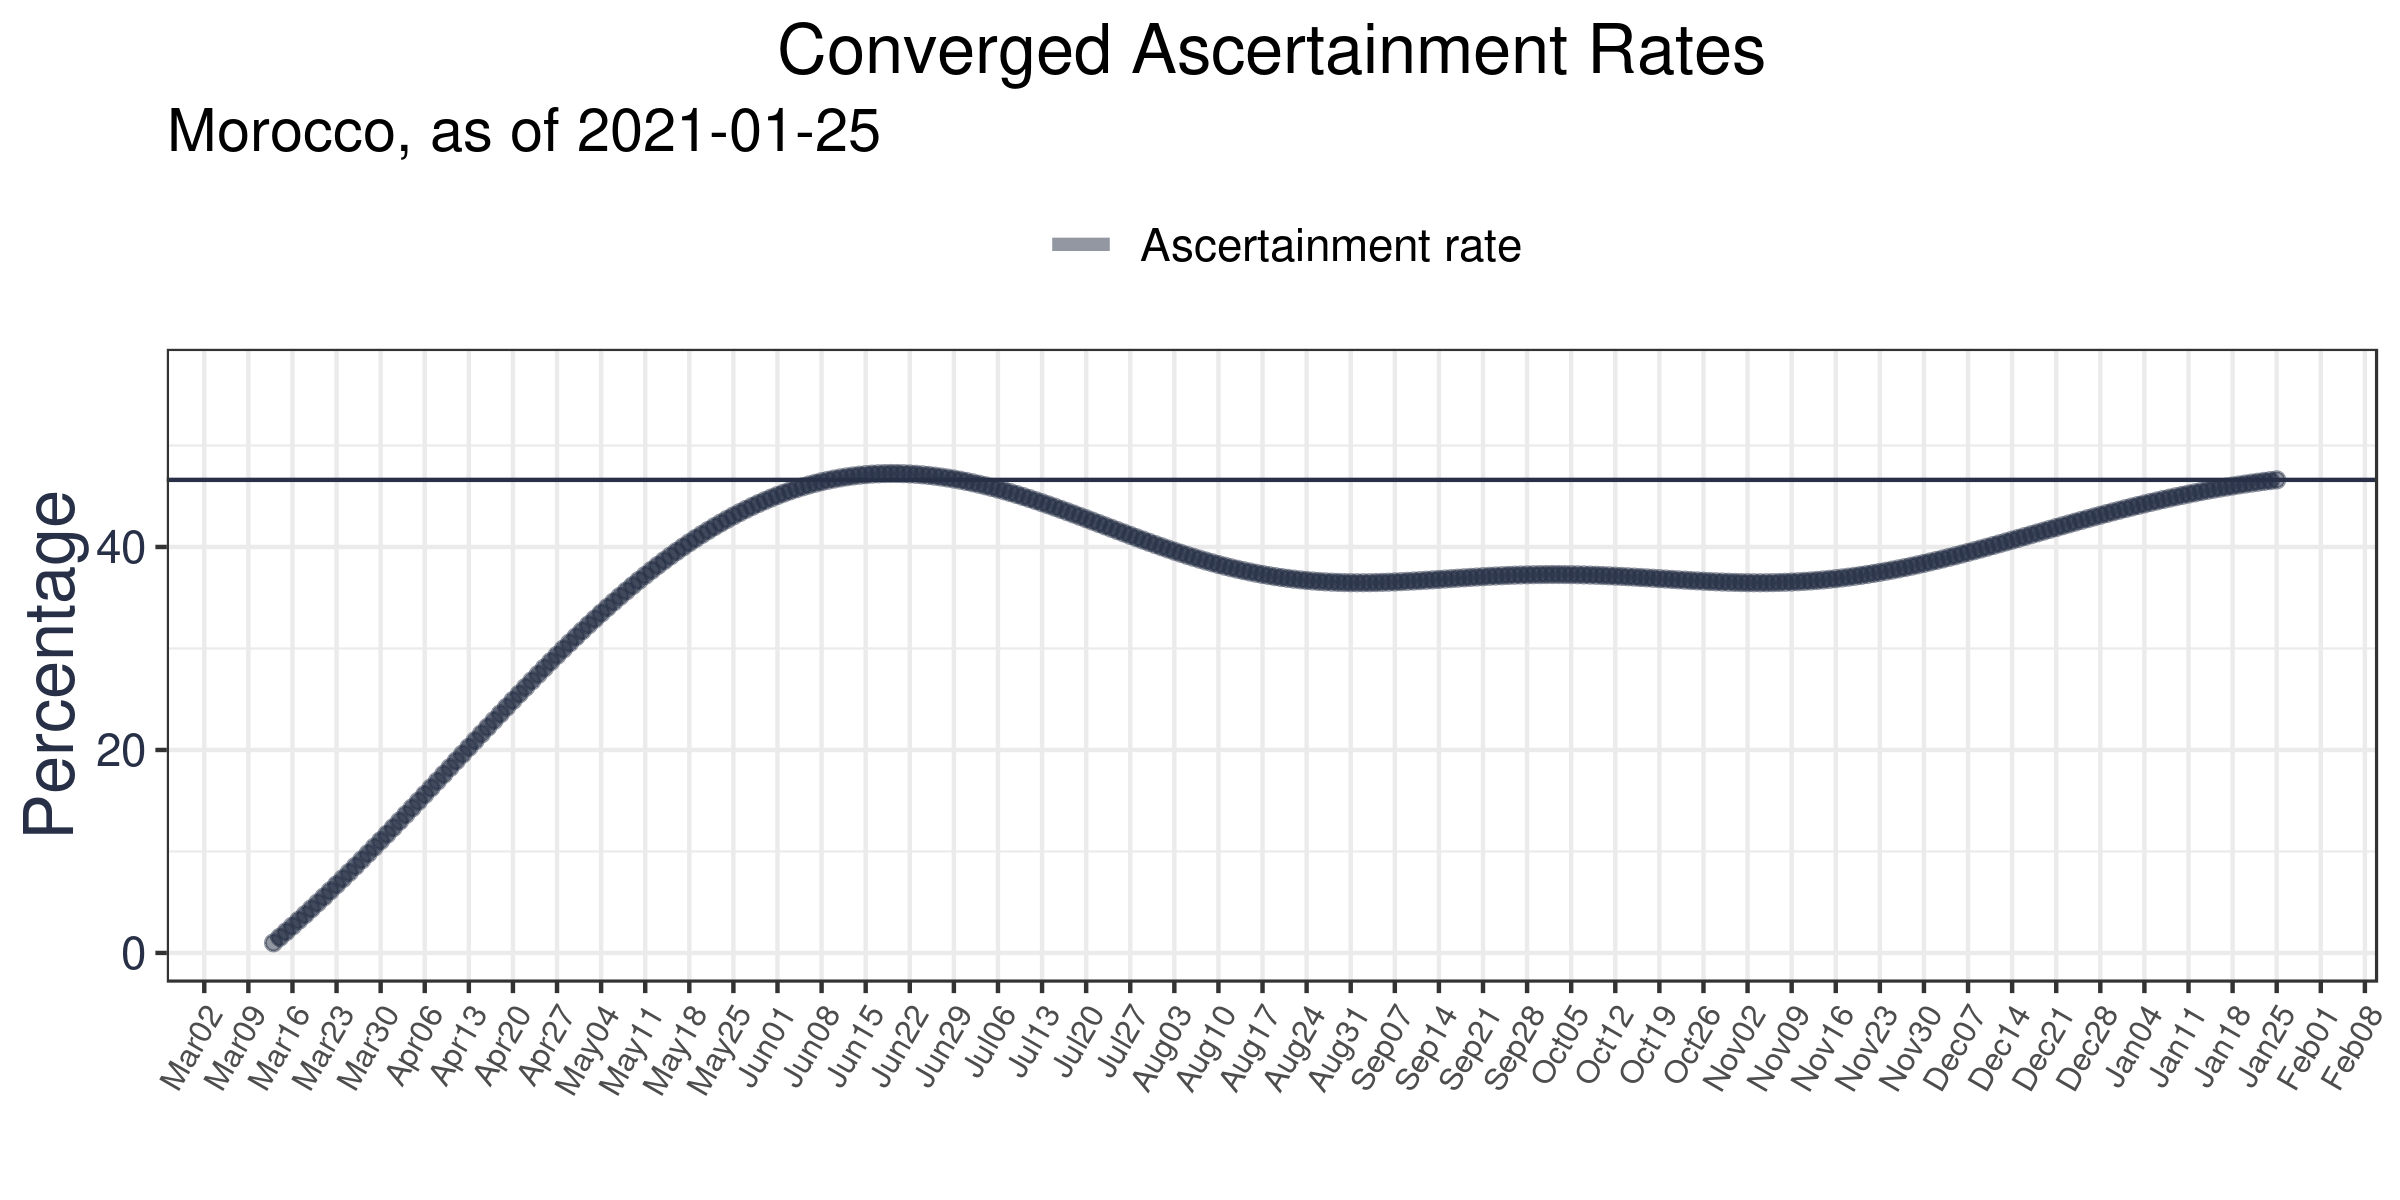 Converged Ascertainment Rates
Morocco, as of 2021-01-25
Ascertainment rate
Percentage
40
20
0
Mar02
Mar09
Mar16
Mar23
Mar30
Apr06
Apr13
Apr20
Apr27
May04
May11
May18
May25
Jun01
Jun08
Jun15
Jun22
Jun29
Jul06
Jul13
Jul20
Jul27
Aug03
Aug10
Aug17
Aug24
Aug31
Sep07
Sep14
Sep21
Sep28
Oct05
Oct12
Oct19
Oct26
Nov02
Nov09
Nov16
Nov23
Nov30
Dec07
Dec14
Dec21
Dec28
Jan04
Jan11
Jan18
Jan25
Feb01
Feb08